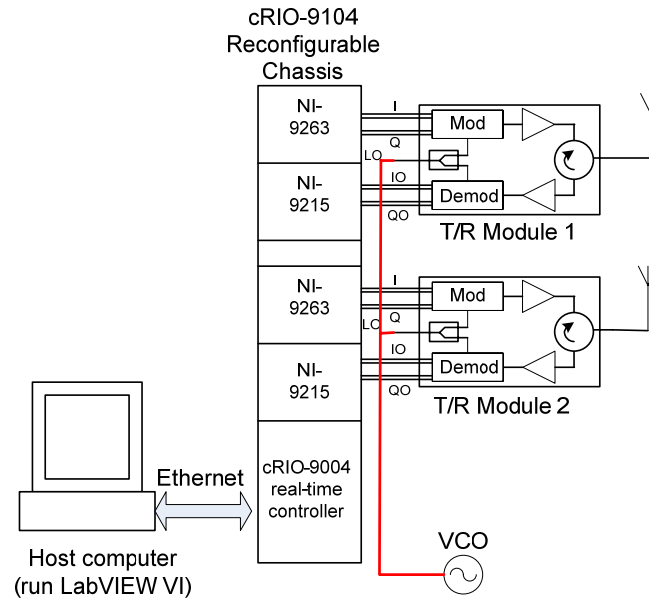 cRIO-9104
Reconfigurable
Chassis
NI-
9263
I
Q
Mod
LO
NI-
9215
IO
QO
Demod
T/R Module 1
NI-
9263
I
Q
Mod
LO
NI-
9215
IO
QO
Demod
T/R Module 2
cRIO-9004
real-time
controller
Ethernet
Host computer
(run LabVIEW VI)
VCO